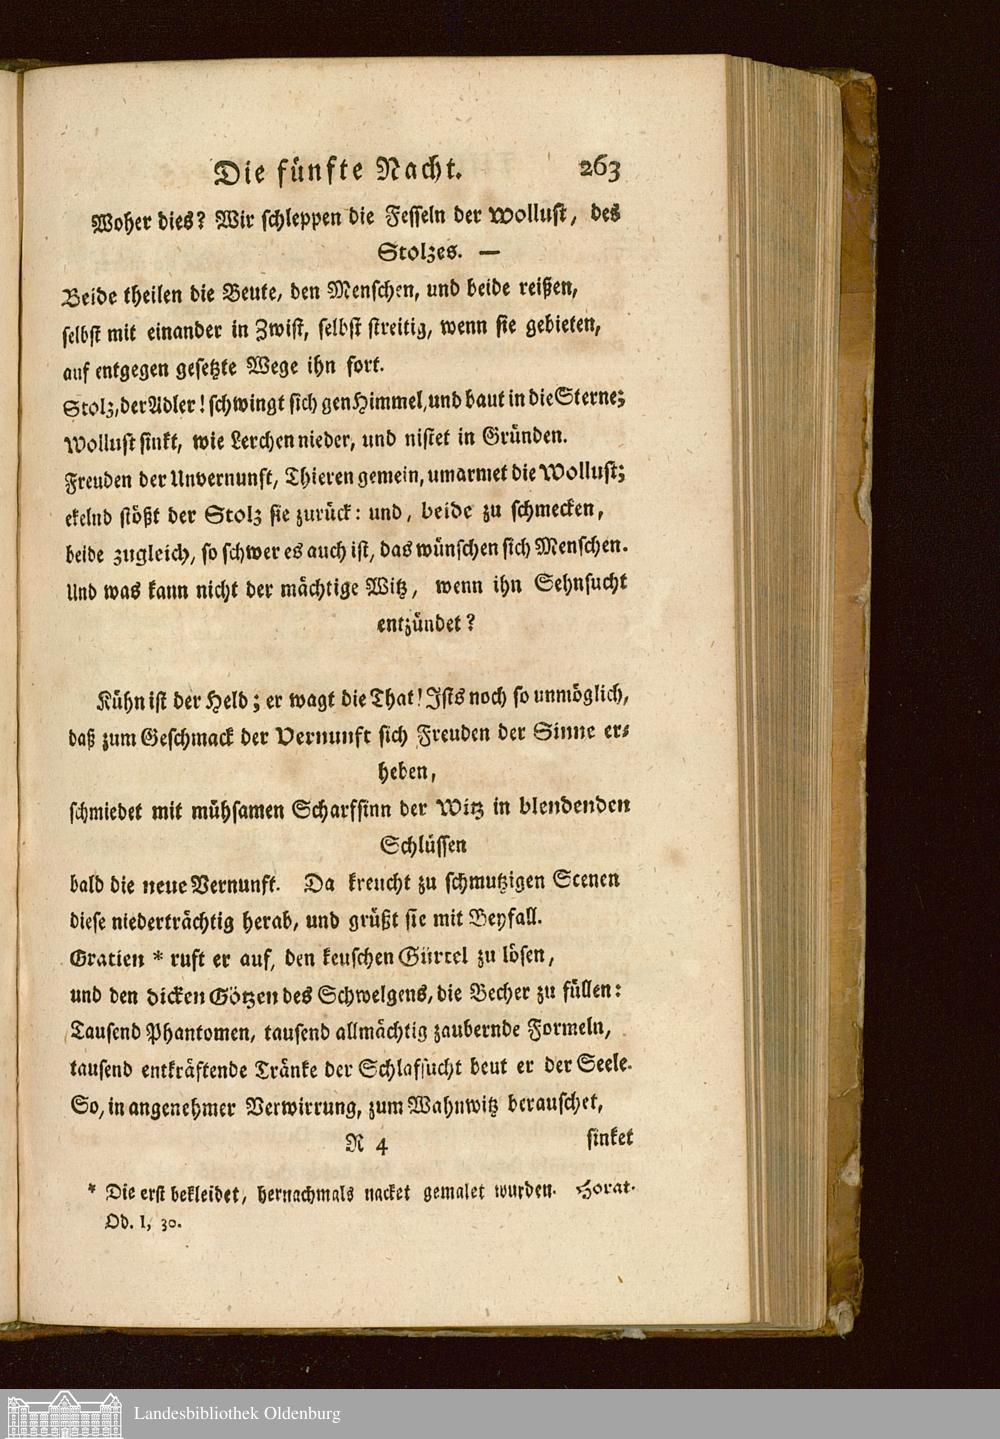 Die fünfte Nacht. 263
Woher dies? Wir schleppen die Fesseln der Wollust, des
Stolzes. —
Beide theilen die Beute, den Menschen, und beide reißen,
selbst mit einander in Zwist, selbst streitig, wenn sie gebieten,
auf entgegen gesetzte Wege ihn fort.
Stolz, der Adler! schwingt sich gen Himmel, und baut in die Sterne;
Wollust sinkt, wie Lerchen nieder, und nistet in Gründen.
Freuden der Unvernunft, Thieren gemein, umarmet die Wollust;
ekelnd stößt der Stolz sie zurück: und, beide zu schmecken,
beide zugleich, so schwer es auch ist, das wünschen sich Menschen.
Und was kann nicht der mächtige Witz, wenn ihn Sehnsucht
entzündet?
Kühn ist der Held; er wagt die That! Ists noch so unmöglich,
daß zum Geschmack der Vernunft sich Freuden der Sinne er-
heben,
schmiedet mit mühsamen Scharfsinn der Witz in blendenden
Schlüssen
bald die neue Vernunft. Da kreucht zu schmutzigen Scenen
diese niederträchtig herab, und grüßt sie mit Beyfall.
Gratien * ruft er auf, den keuschen Gürtel zu lösen,
und den dicken Götzen des Schwelgens, die Becher zu füllen:
Tausend Phantomen, tausend allmächtig zaubernde Formeln,
tausend entkräftende Tränke der Schlafsucht beut er der Seele.
So, in angenehmer Verwirrung, zum Wahnwitz berauschet,
R 4 sinket
* Die erst bekleidet, hernachmals nacket gemalet wurden. Horat.
Od. I, 30.
Landesbibliothek Oldenburg